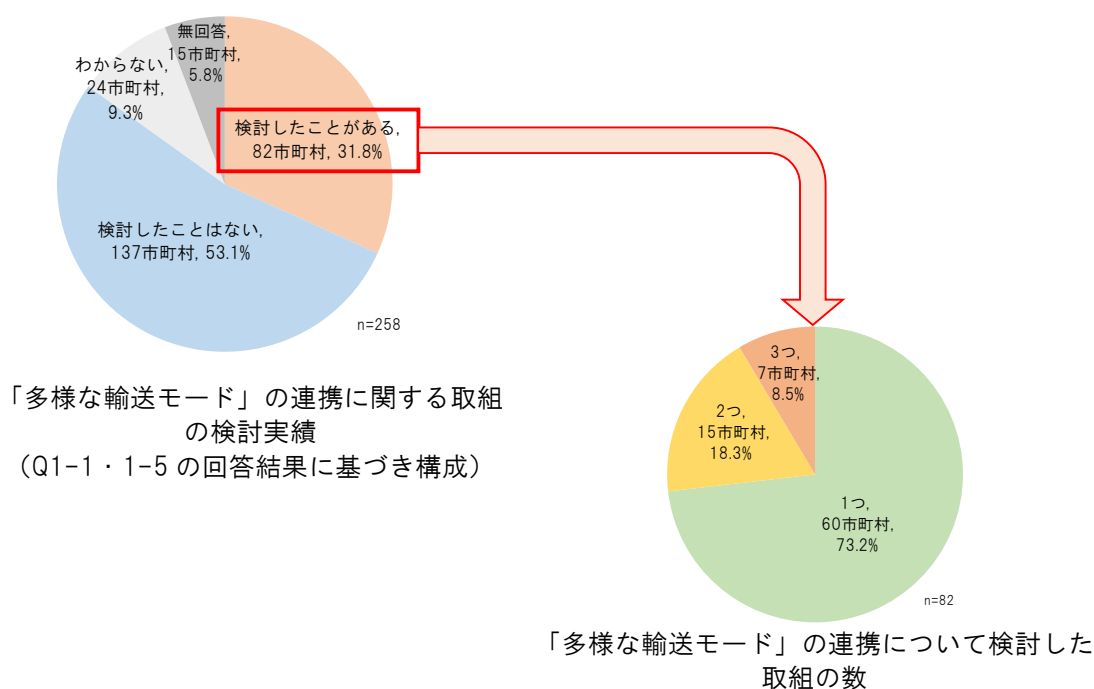 無回答,
15市町村,
5.8%
わからない,
24市町村,
9.3%
検討したことがある,
82市町村, 31.8%
検討したことはない,
137市町村, 53.1%
n=258
「多様な輸送モード」の連携に関する取組
の検討実績
（Q1-1・1-5 の回答結果に基づき構成）
3つ,
7市町村,
8.5%
2つ,
15市町村,
18.3%
1つ,
60市町村,
73.2%
n=82
「多様な輸送モード」の連携について検討した
取組の数